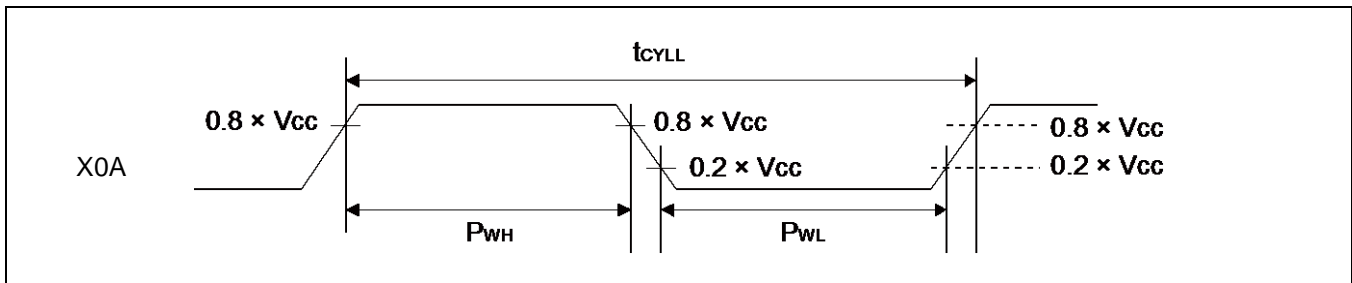 tCYLL
0.8 × VCC
0.8 × VCC
0.8 × VCC
X0A
0.2 × VCC
0.2 × VCC
PWH
PWL